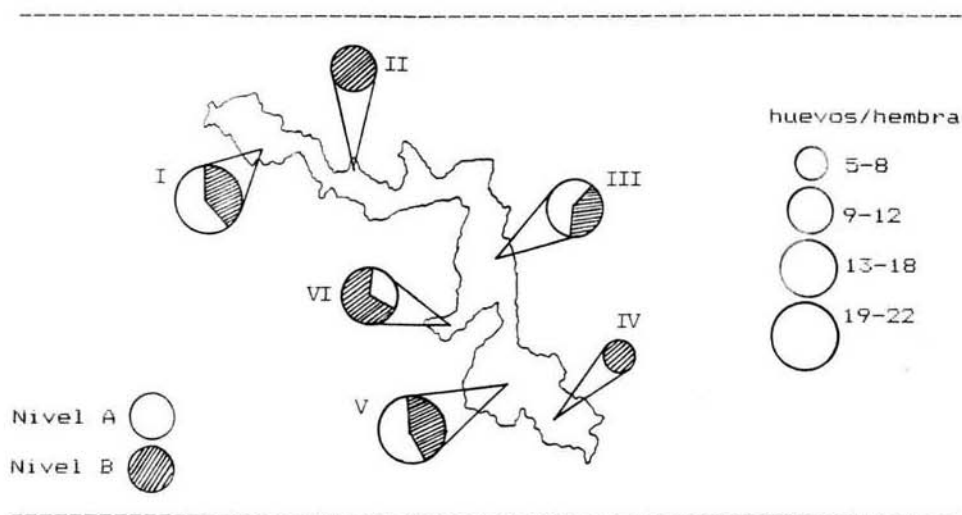 II
huevos/hembra
I
5-8
III
9-12
13-18
VI
19-22
IV
V
Nivel A
Nivel B